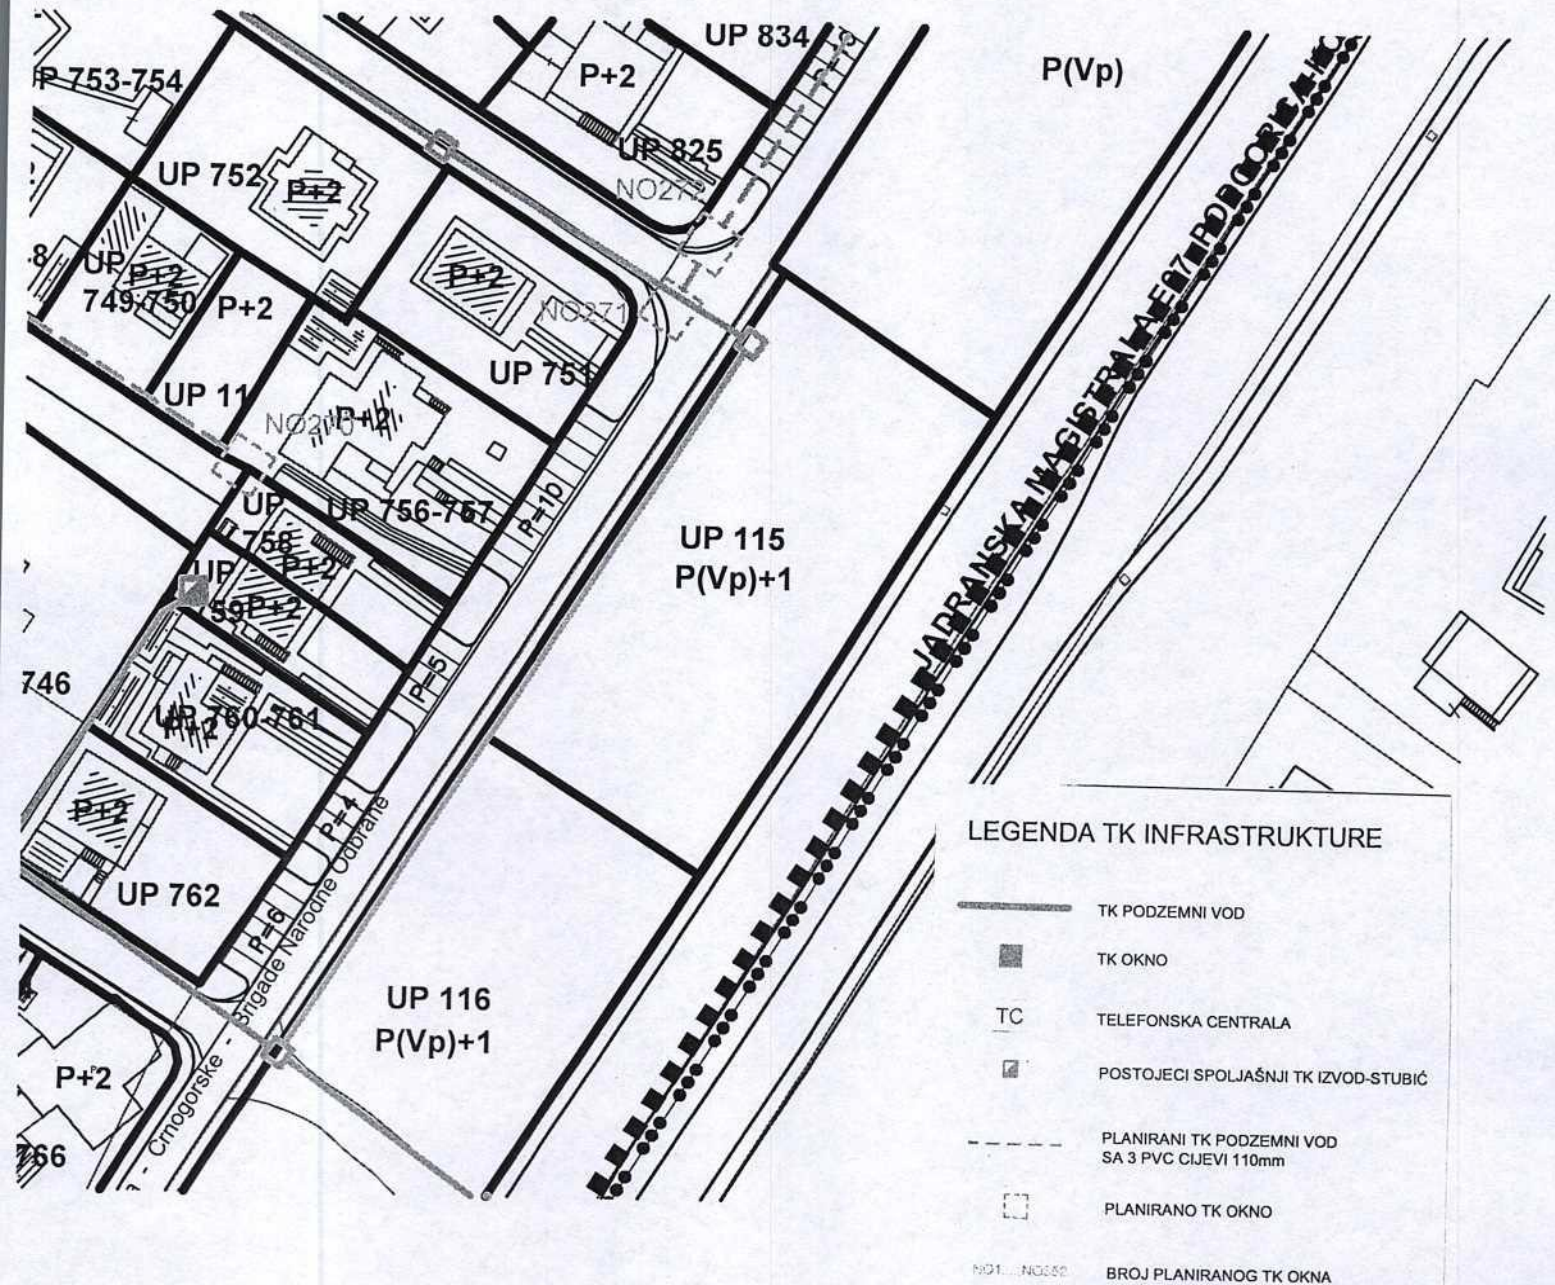 UP 834
P(Vp)
P 753-754
P+2
UP 825
NO272
UP 752
P+2
P+2
UP
749-750
P+2
P+2
NO271
UP 751
UP 11
NO270
P+2
JADRANSKA MAGISTRALA E-97 PODGORICA
UP
758
UP 756-757
P=10
UP 115
P(Vp)+1
P+2
UP
59
P+2
746
P=5
UP 760-761
P+2
P+2
P=4
UP 762
P=6
Crnogorske - Brigade Narodne Odbrane
UP 116
P(Vp)+1
P+2
766
LEGENDA TK INFRASTRUKTURE
TK PODZEMNI VOD
TK OKNO
TC TELEFONSKA CENTRALA
POSTOJECI SPOLJAŠNJI TK IZVOD-STUBIĆ
PLANIRANI TK PODZEMNI VOD
SA 3 PVC CIJEVI 110mm
PLANIRANO TK OKNO
BROJ PLANIRANOG TK OKNA